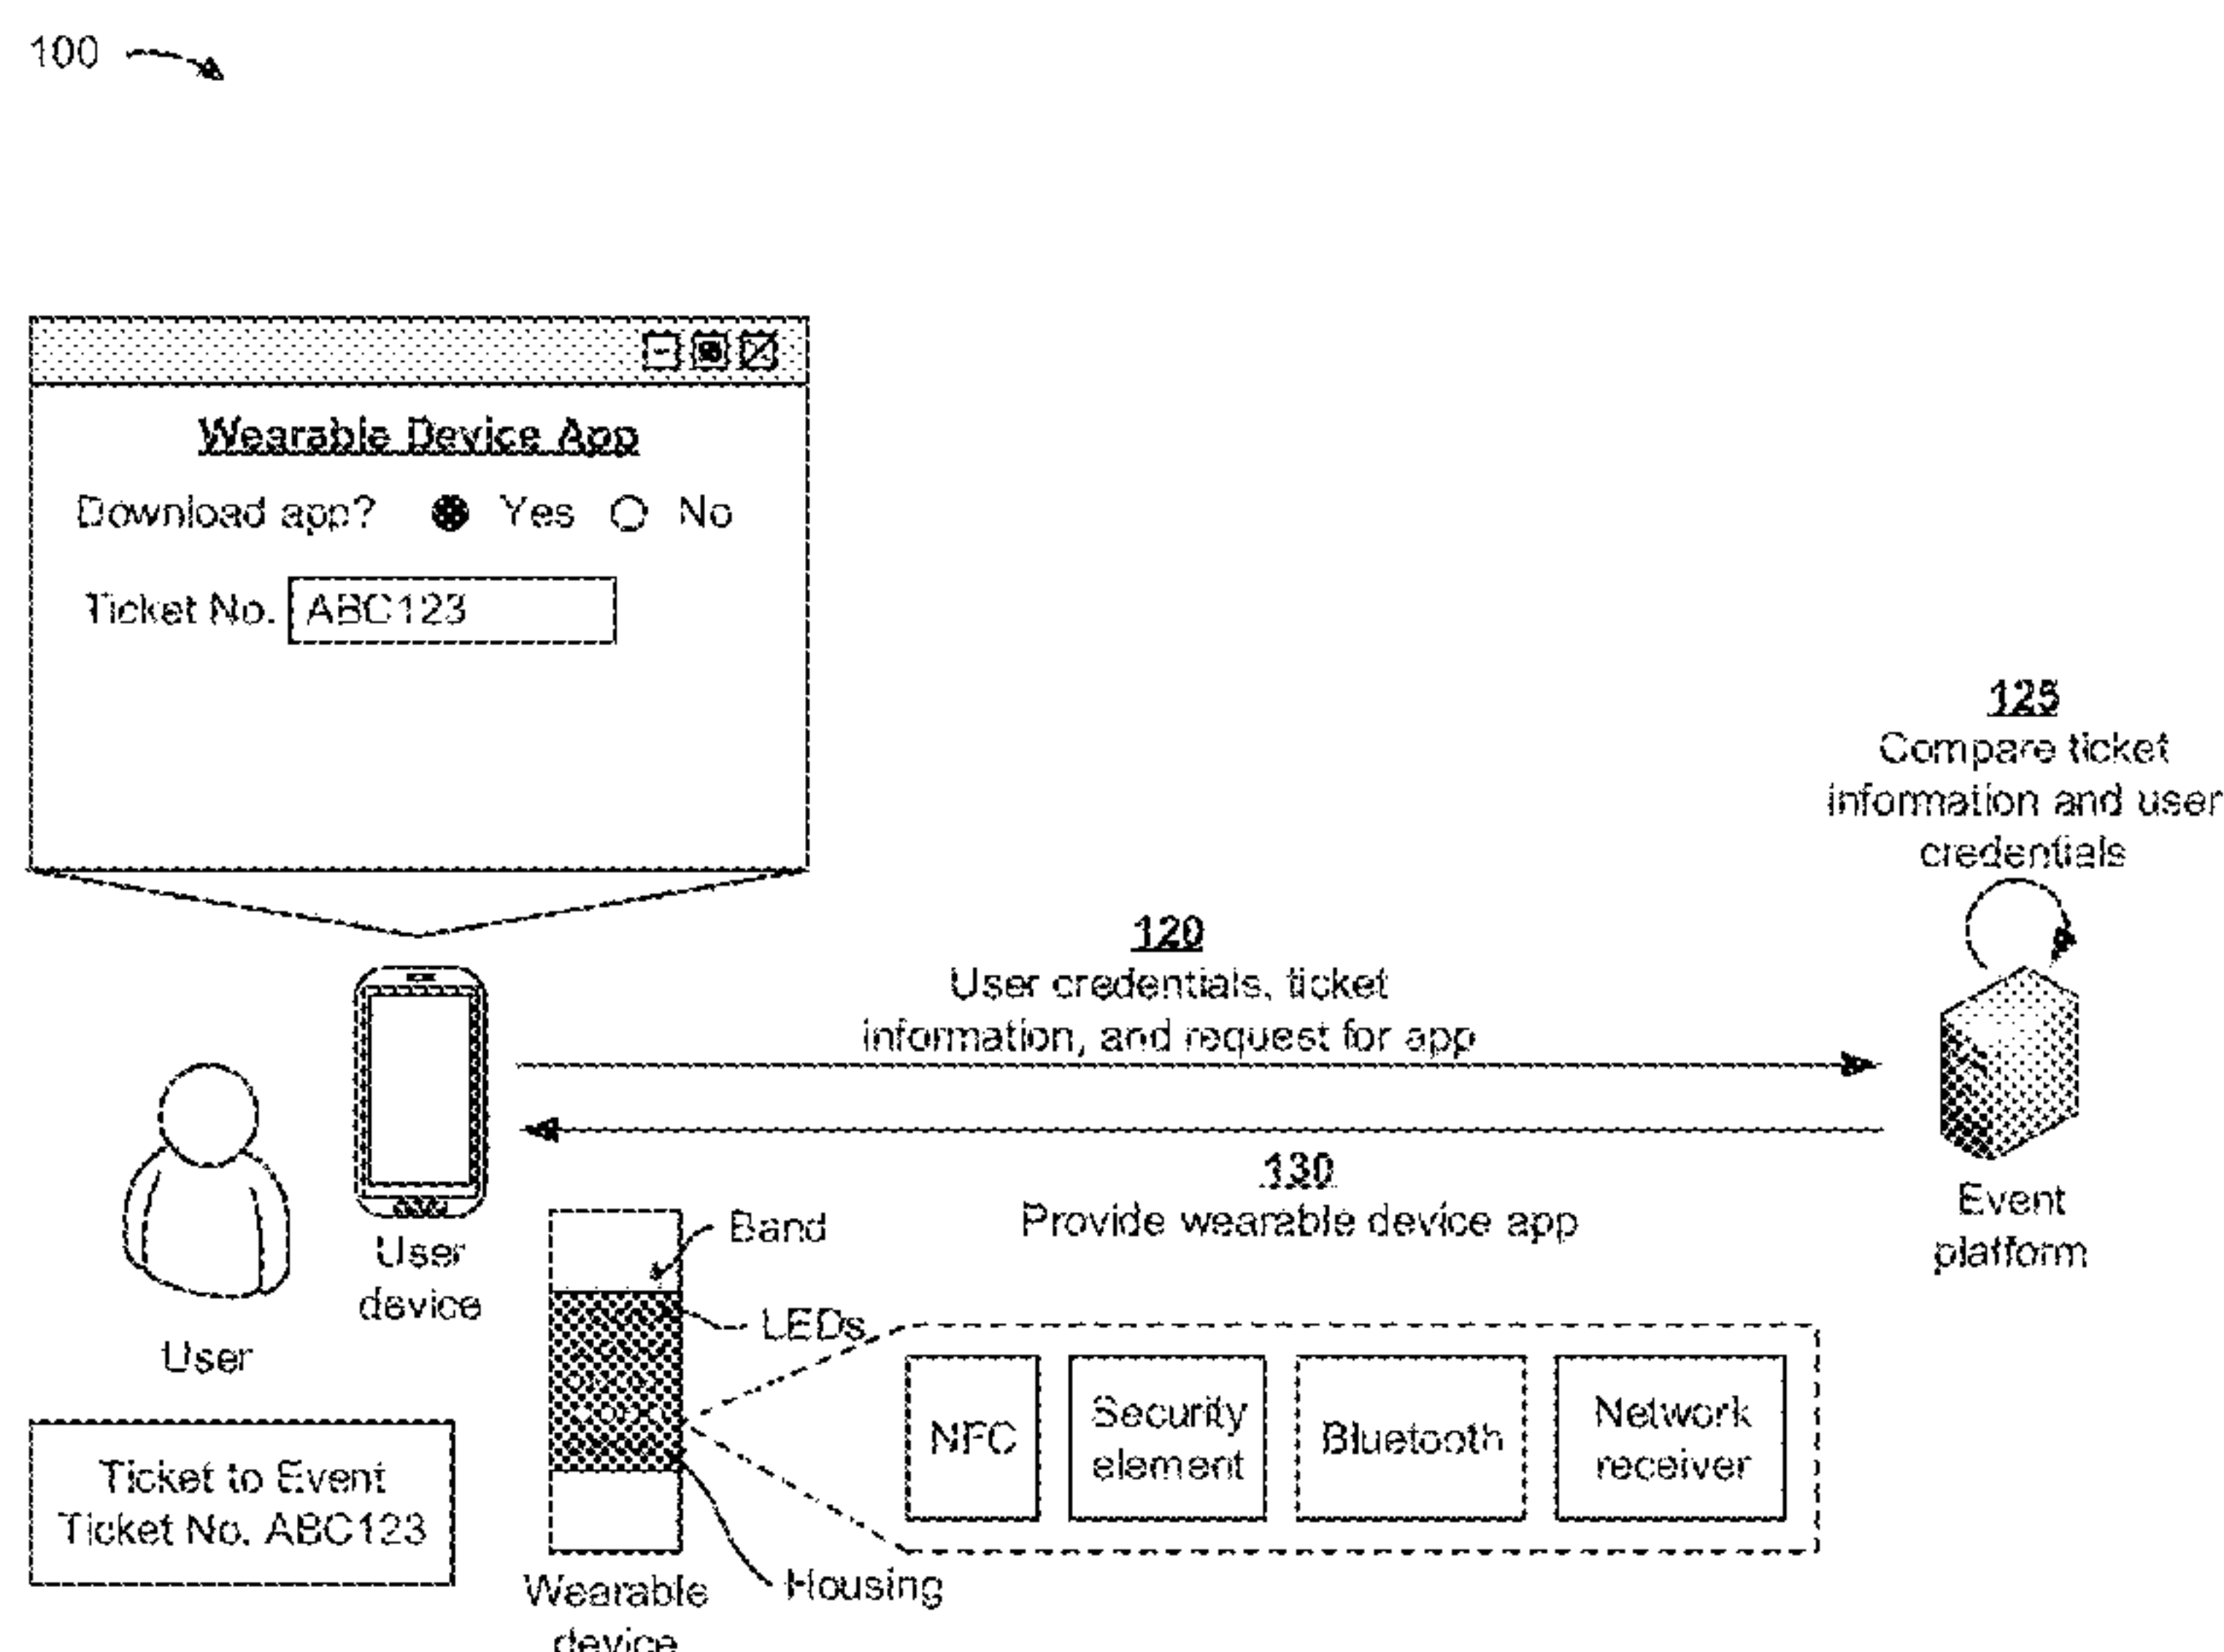 100
Wearable Device App
Download app? Yes No
Ticket No. ABC123
125
Compare ticket
information and user
credentials
120
User credentials, ticket
information, and request for app
130
Provide wearable device app
Event
platform
User
device
User
Band
LEDs
NFC
Security
element
Bluetooth
Network
receiver
Ticket to Event
Ticket No. ABC123
Housing
Wearable
device